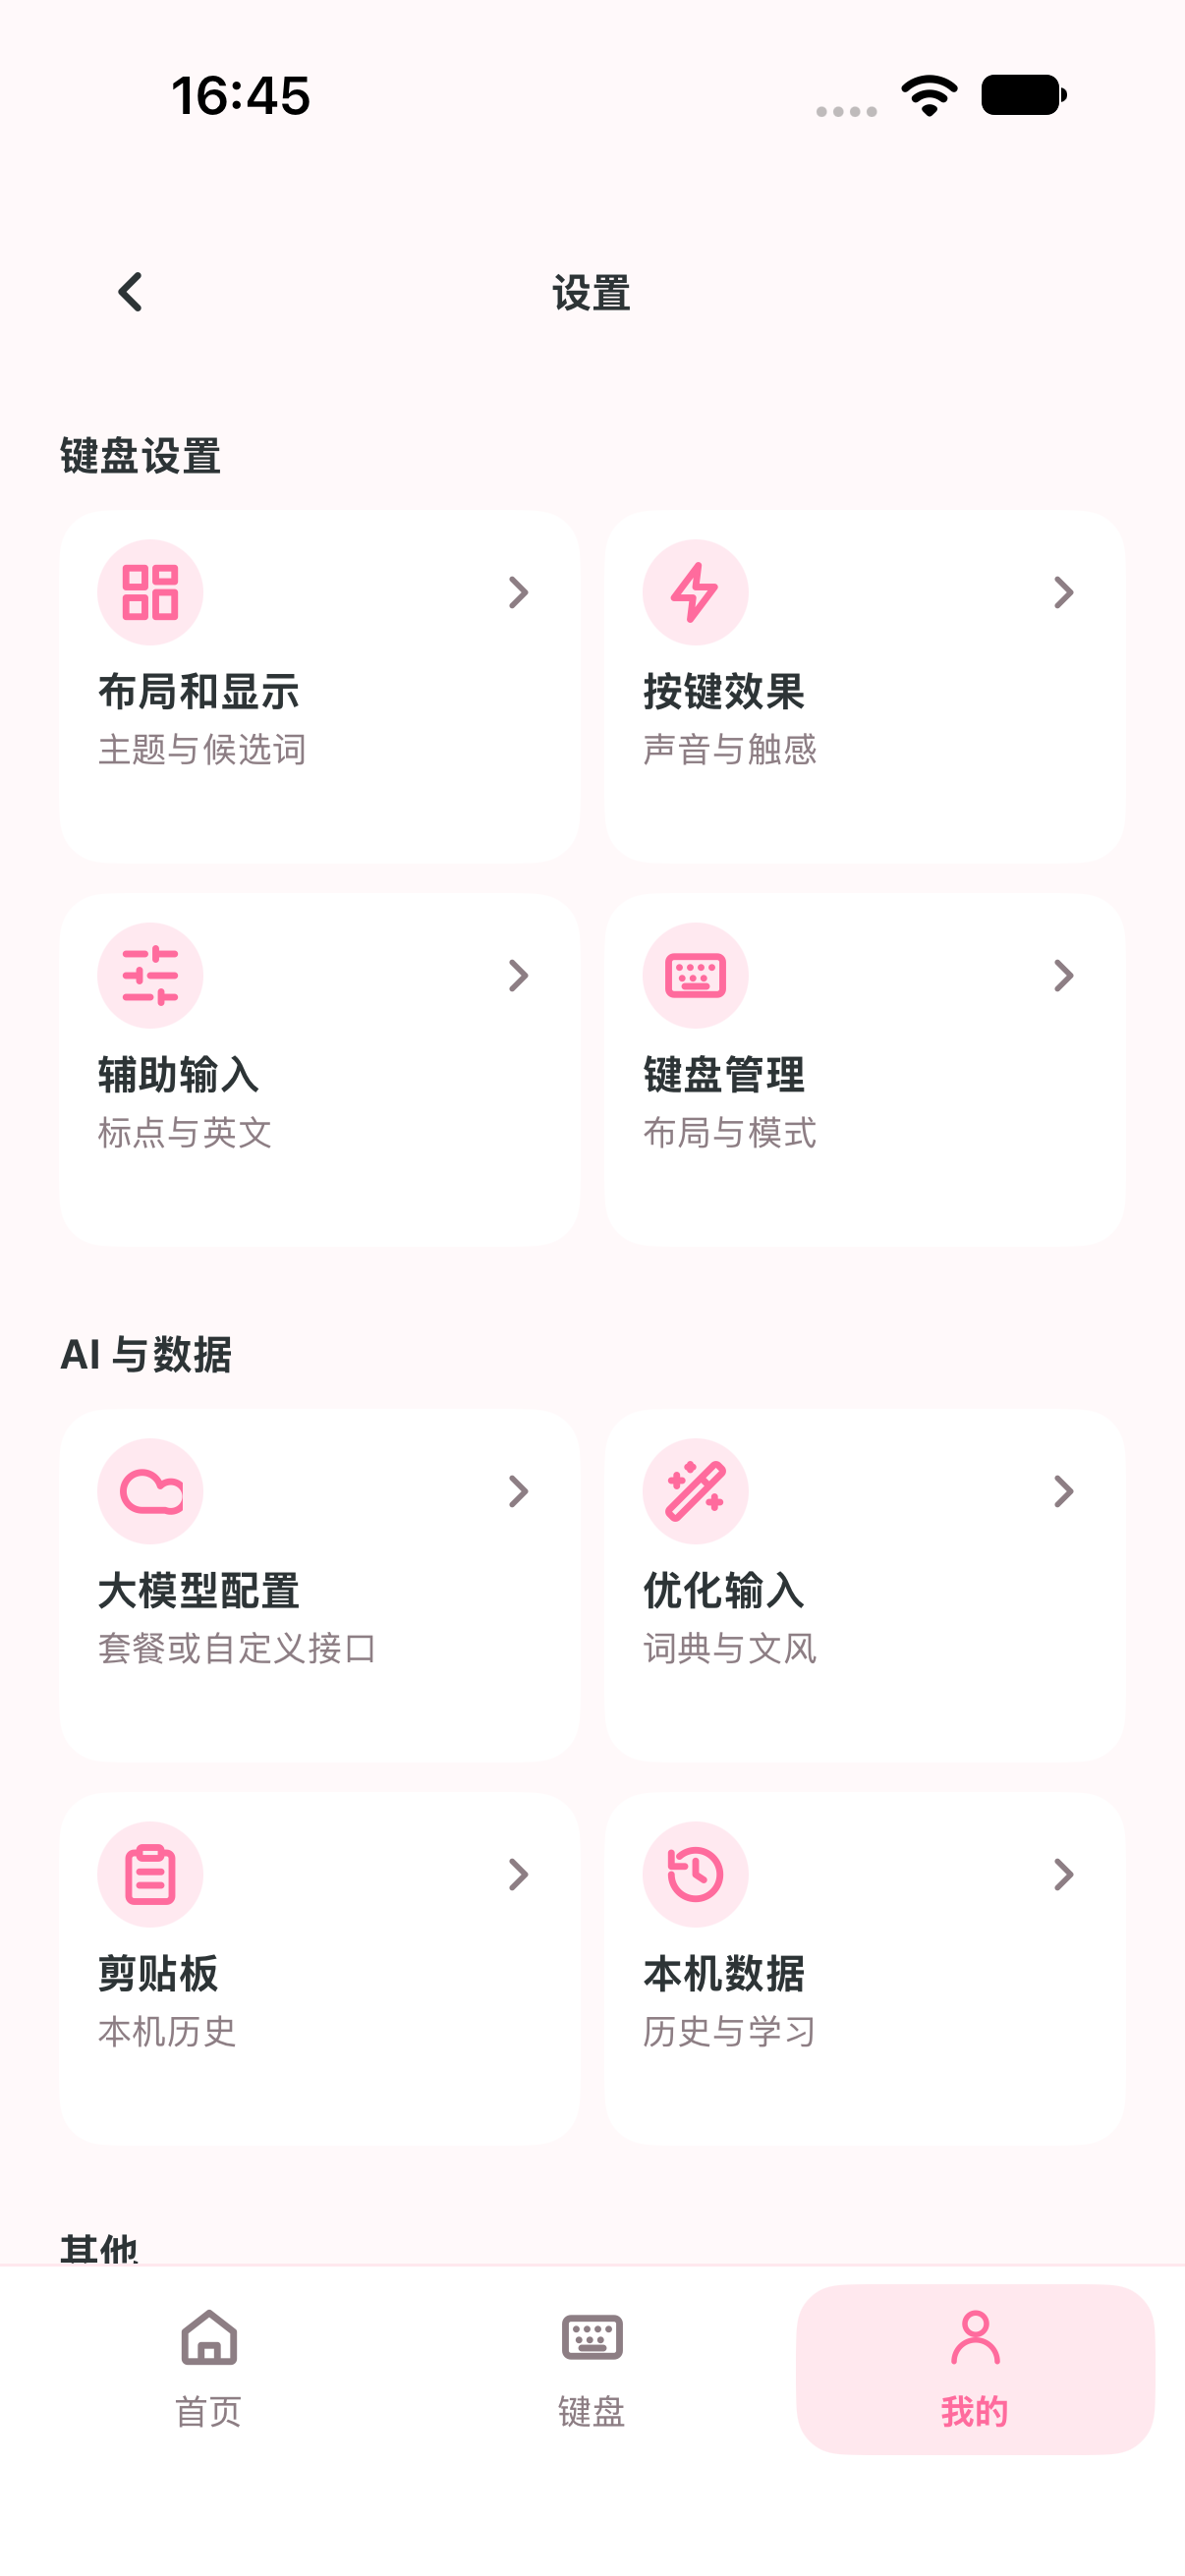 16:45
设置
键盘设置
布局和显示
主题与候选词
按键效果
声音与触感
辅助输入
标点与英文
键盘管理
布局与模式
AI 与数据
大模型配置
套餐或自定义接口
优化输入
词典与文风
剪贴板
本机历史
本机数据
历史与学习
其他
首页
键盘
我的